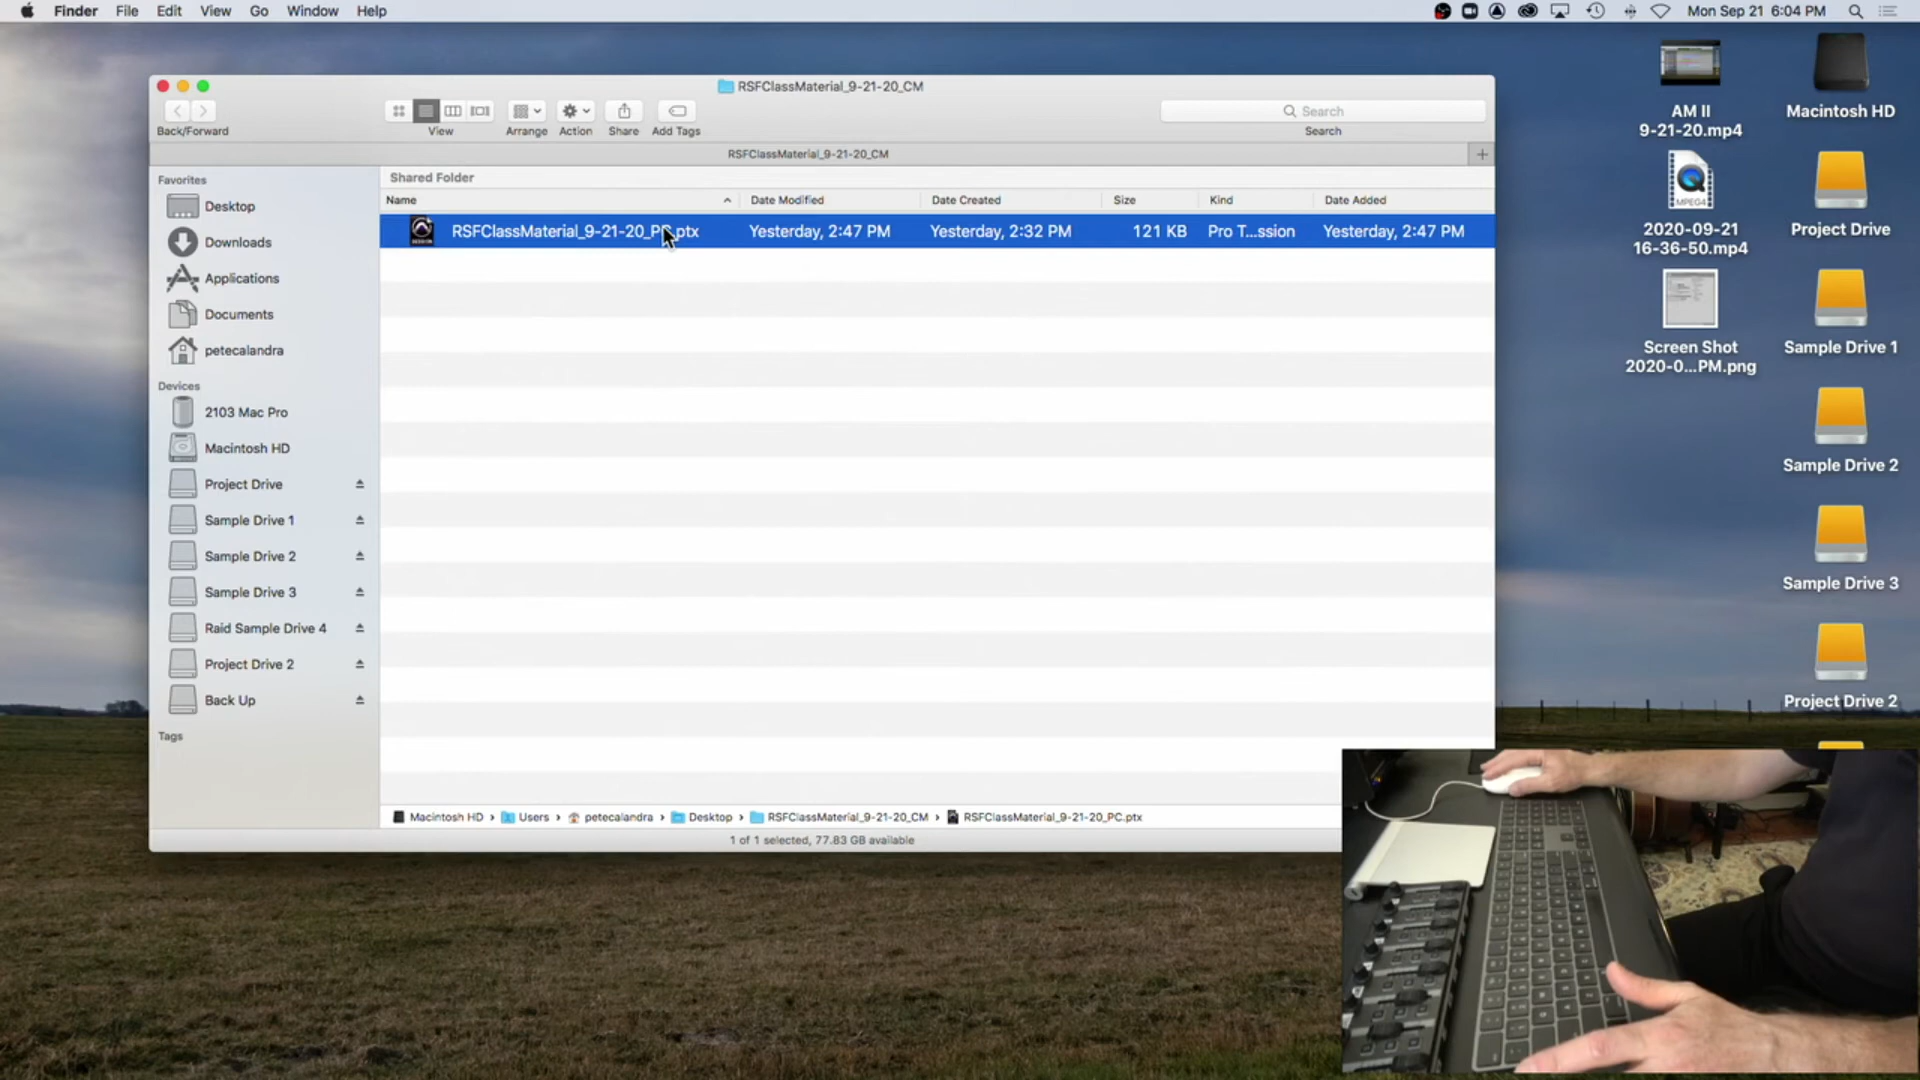 Finder File Edit View Go Window Help
Mon Sep 21 6:04 PM
RSFClassMaterial_9-21-20_CM
Search
Back/Forward View Arrange Action Share Add Tags Search
RSFClassMaterial_9-21-20_CM
Favorites
Desktop
Downloads
Applications
Documents
petecalandra
Devices
2103 Mac Pro
Macintosh HD
Project Drive
Sample Drive 1
Sample Drive 2
Sample Drive 3
Raid Sample Drive 4
Project Drive 2
Back Up
Tags
Shared Folder
Name Date Modified Date Created Size Kind Date Added
RSFClassMaterial_9-21-20_PC.ptx Yesterday, 2:47 PM Yesterday, 2:32 PM 121 KB Pro T...ssion Yesterday, 2:47 PM
Macintosh HD › Users › petecalandra › Desktop › RSFClassMaterial_9-21-20_CM › RSFClassMaterial_9-21-20_PC.ptx
1 of 1 selected, 77.83 GB available
AM II
9-21-20.mp4
MPEG4
2020-09-21
16-36-50.mp4
Screen Shot
2020-0...PM.png
Macintosh HD
Project Drive
Sample Drive 1
Sample Drive 2
Sample Drive 3
Project Drive 2